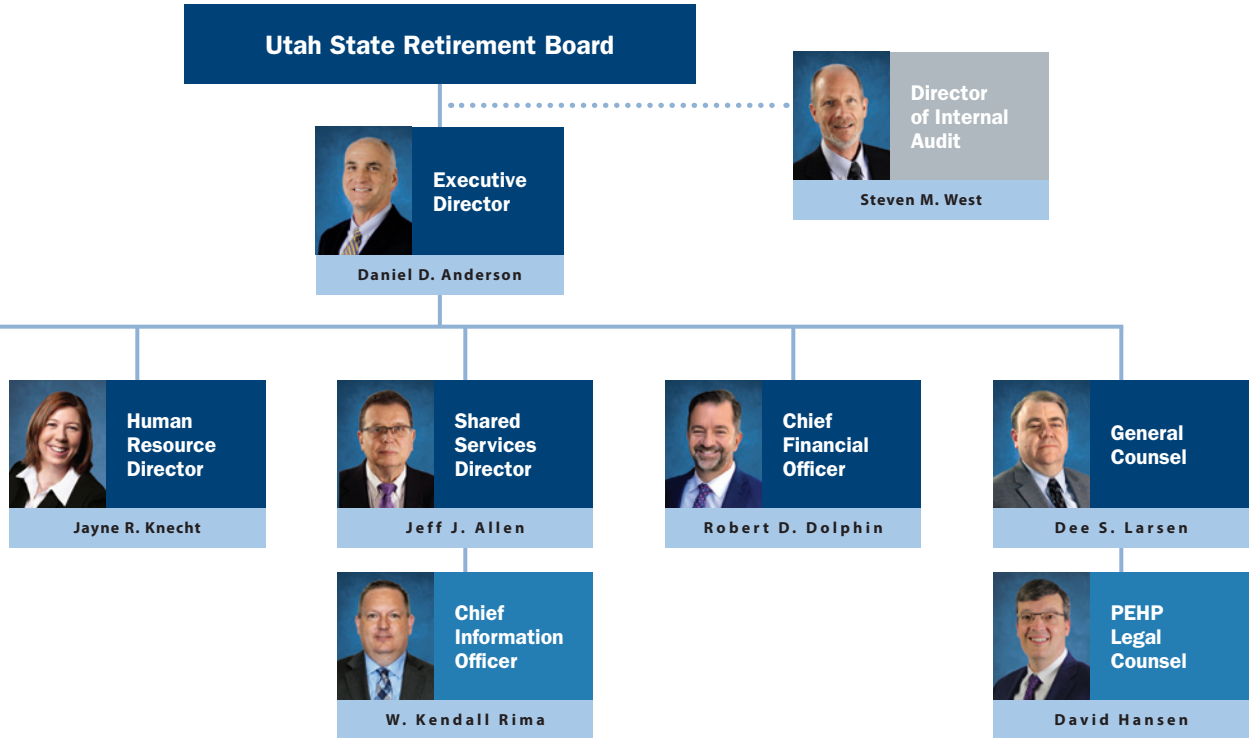 Utah State Retirement Board
Director
of Internal
Audit
Steven M. West
Executive
Director
Daniel D. Anderson
Human
Resource
Director
Jayne R. Knecht
Shared
Services
Director
Jeff J. Allen
Chief
Financial
Officer
Robert D. Dolphin
General
Counsel
Dee S. Larsen
Chief
Information
Officer
W. Kendall Rima
PEHP
Legal
Counsel
David Hansen